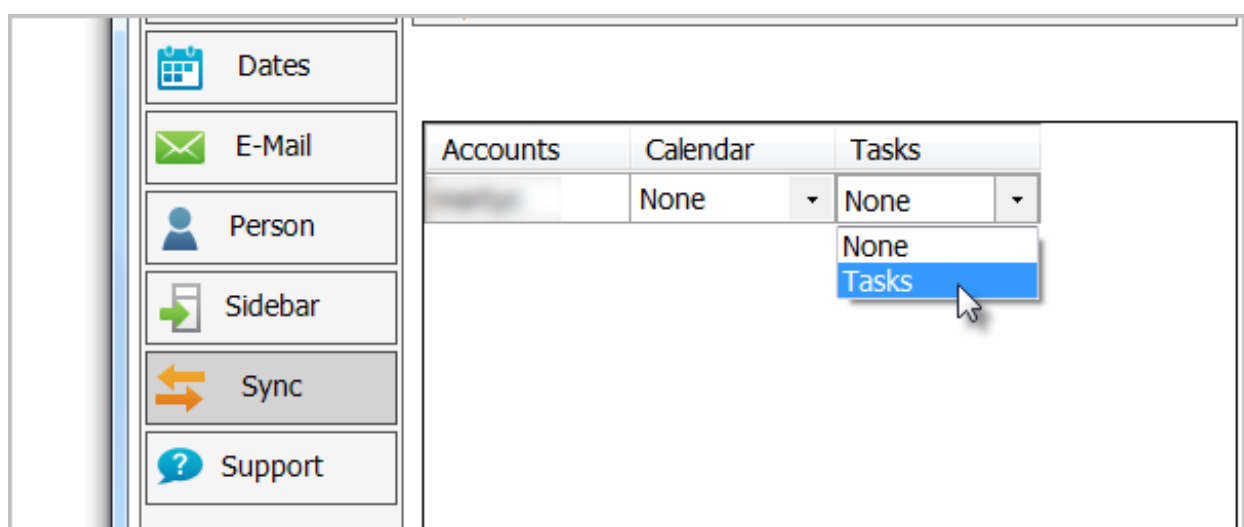 Dates
E-Mail
Person
Sidebar
Sync
Support
Accounts Calendar Tasks
None None
None
Tasks